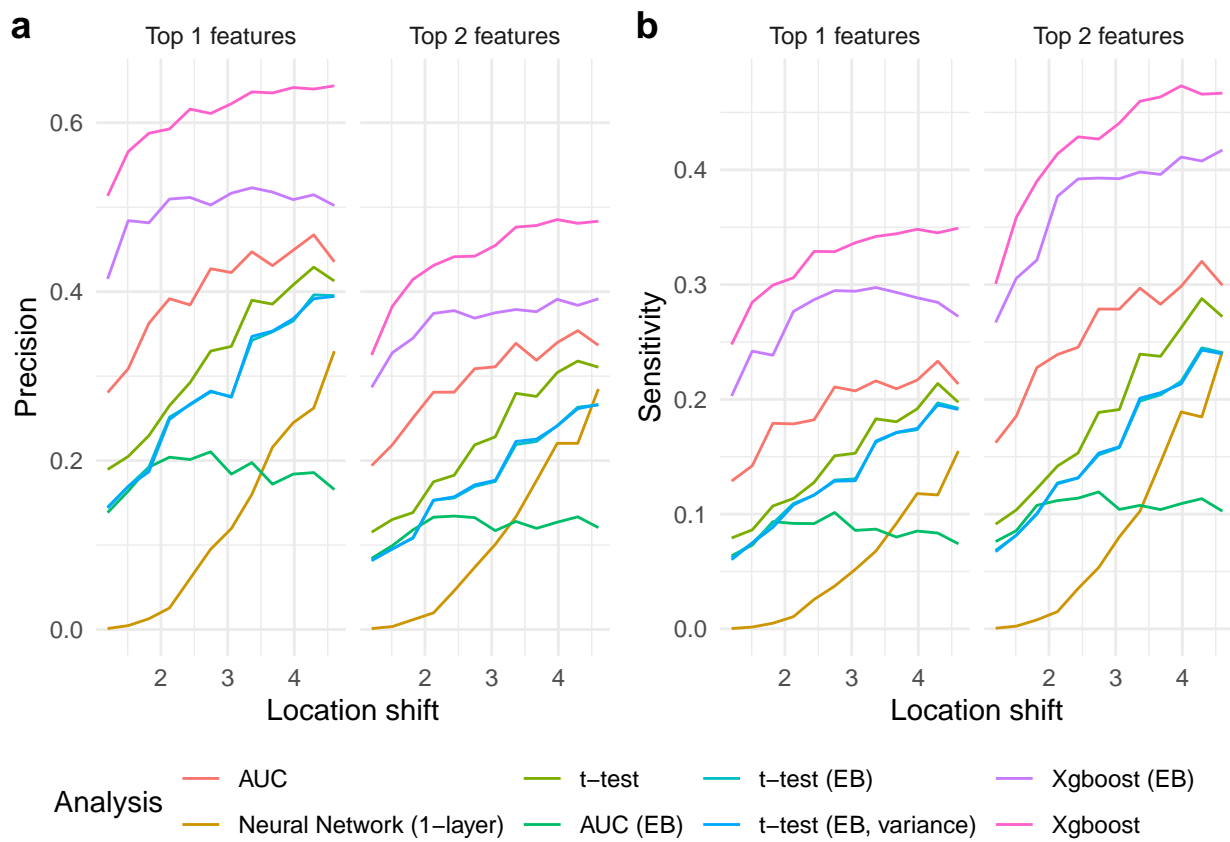 a
b
Top 1 features
Top 2 features
Top 1 features
Top 2 features
Precision
0.6
0.4
0.2
0.0
Sensitivity
0.4
0.3
0.2
0.1
0.0
2 3 4
2 3 4
2 3 4
2 3 4
Location shift
Location shift
Analysis
AUC
t−test
t−test (EB)
Xgboost (EB)
Neural Network (1−layer)
AUC (EB)
t−test (EB, variance)
Xgboost